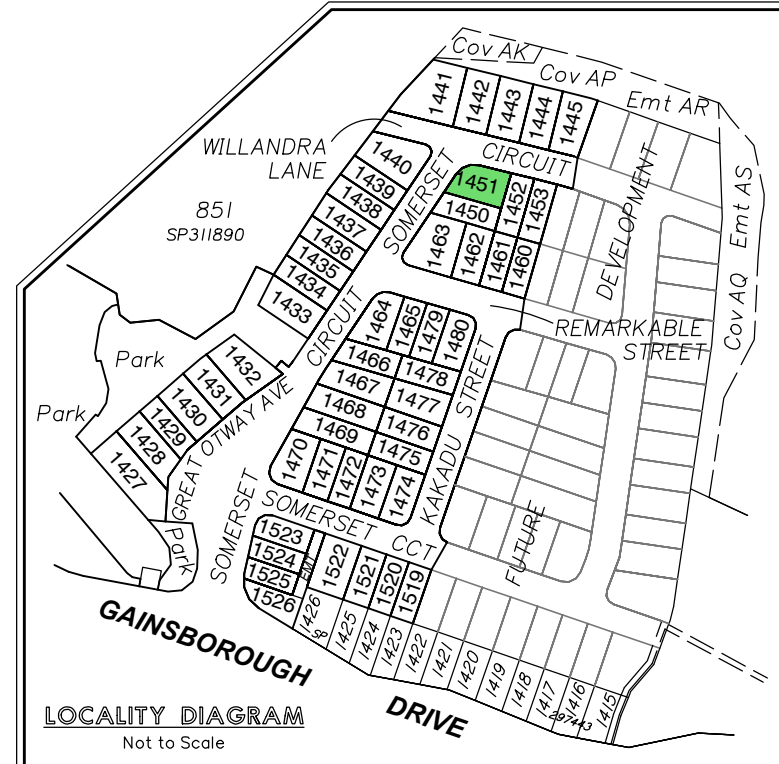 Cov AK
Cov AP
Emt AR
1441
1442
1443
1444
1445
WILLANDRA
LANE
1440
1439
1438
1437
1436
1435
1434
1433
SOMERSET
CIRCUIT
CIRCUIT
1451
1450
1452
1453
1463
1462
1461
1460
DEVELOPMENT
Emt AS
Cov AQ
851
SP311890
REMARKABLE
STREET
1464
1465
1479
1480
1466
1478
1467
1477
1468
1476
1469
1475
1470
1471
1472
1473
1474
KAKADU STREET
Park
Park
Park
1432
1431
1430
1429
1428
1427
GREAT OTWAY AVE
SOMERSET
SOMERSET CCT
FUTURE
1523
1524
1525
1526
EMT
1522
1521
1520
1519
1426
SP
1425
1424
1423
1422
1421
1420
1419
1418
1417
1416
1415
297443
GAINSBOROUGH
DRIVE
LOCALITY DIAGRAM
Not to Scale